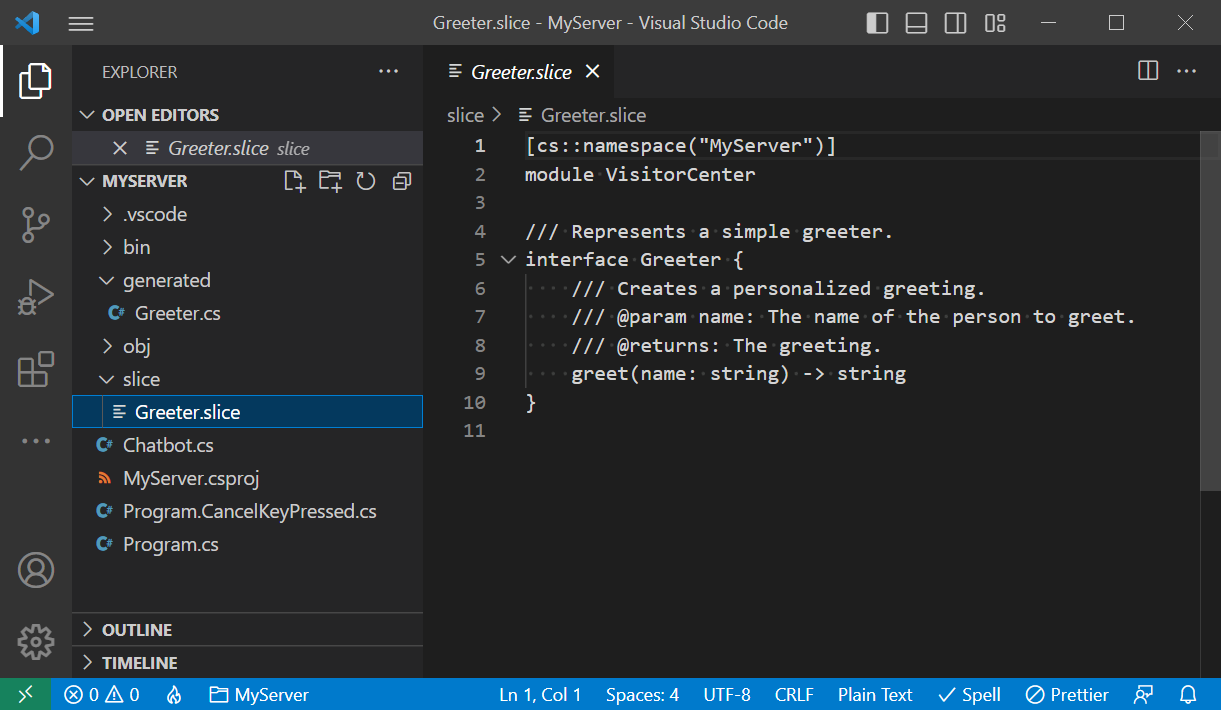 Greeter.slice - MyServer - Visual Studio Code
EXPLORER
OPEN EDITORS
Greeter.slice slice
MYSERVER
.vscode
bin
generated
Greeter.cs
obj
slice
Greeter.slice
Chatbot.cs
MyServer.csproj
Program.CancelKeyPressed.cs
Program.cs
OUTLINE
TIMELINE
Greeter.slice
slice > Greeter.slice
1 [cs::namespace("MyServer")]
2 module VisitorCenter
3
4 /// Represents a simple greeter.
5 interface Greeter {
6     /// Creates a personalized greeting.
7     /// @param name: The name of the person to greet.
8     /// @returns: The greeting.
9     greet(name: string) -> string
10 }
11
0 0 MyServer Ln 1, Col 1 Spaces: 4 UTF-8 CRLF Plain Text Spell Prettier